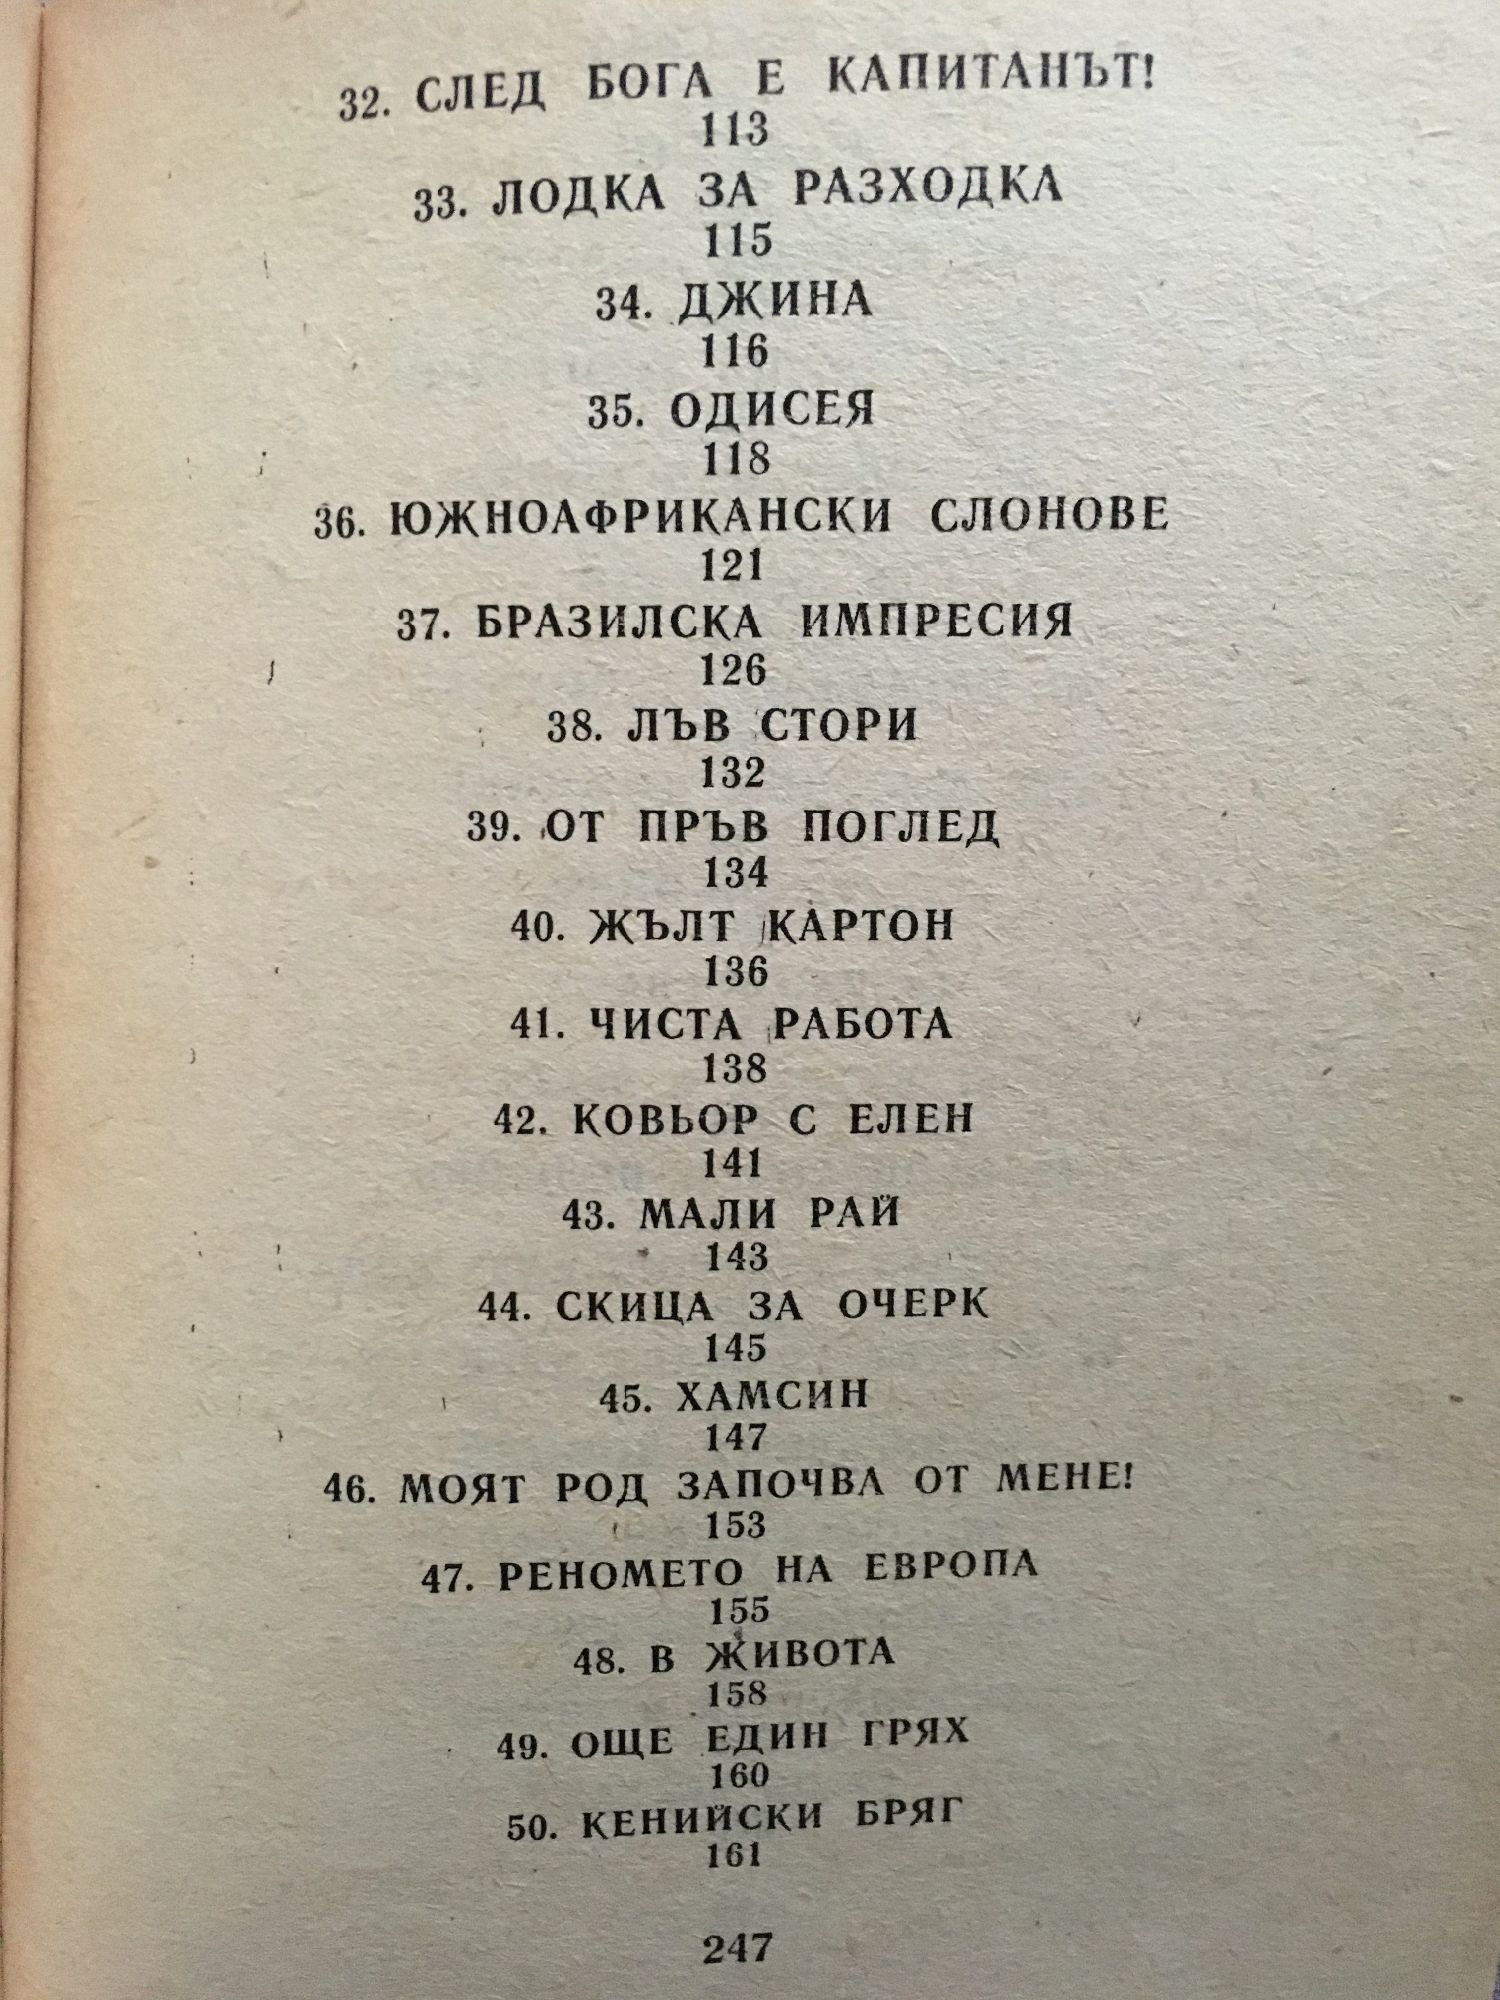 32. СЛЕД БОГА Е КАПИТАНЪТ!
113
33. ЛОДКА ЗА РАЗХОДКА
115
34. ДЖИНА
116
35. ОДИСЕЯ
118
36. ЮЖНОАФРИКАНСКИ СЛОНОВЕ
121
37. БРАЗИЛСКА ИМПРЕСИЯ
126
38. ЛЪВ СТОРИ
132
39. ОТ ПРЪВ ПОГЛЕД
134
40. ЖЪЛТ КАРТОН
136
41. ЧИСТА РАБОТА
138
42. КОВЬОР С ЕЛЕН
141
43. МАЛИ РАЙ
143
44. СКИЦА ЗА ОЧЕРК
145
45. ХАМСИН
147
46. МОЯТ РОД ЗАПОЧВА ОТ МЕНЕ!
153
47. РЕНОМЕТО НА ЕВРОПА
155
48. В ЖИВОТА
158
49. ОЩЕ ЕДИН ГРЯХ
160
50. КЕНИЙСКИ БРЯГ
161
247